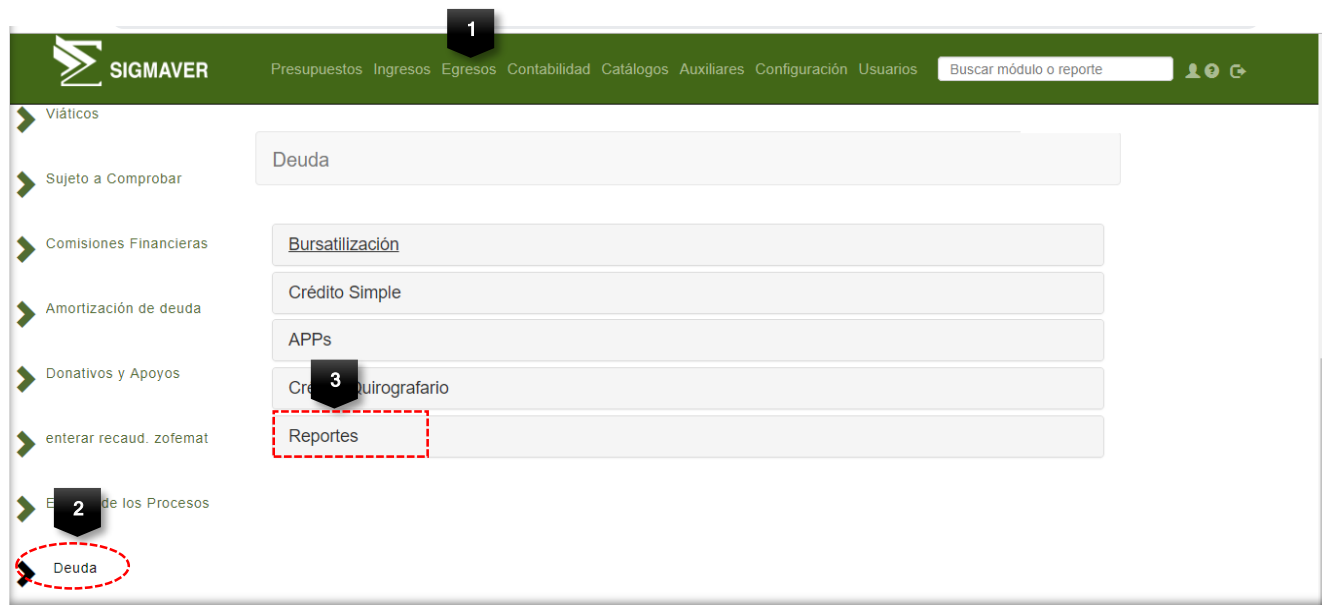 1
SIGMAVER
Presupuestos Ingresos Egresos Contabilidad Catálogos Auxiliares Configuración Usuarios
Buscar módulo o reporte
Viáticos
Sujeto a Comprobar
Comisiones Financieras
Amortización de deuda
Donativos y Apoyos
enterar recaud. zofemat
de los Procesos
2
Deuda
Deuda
Bursatilización
Crédito Simple
APPs
3
Quirografario
Reportes